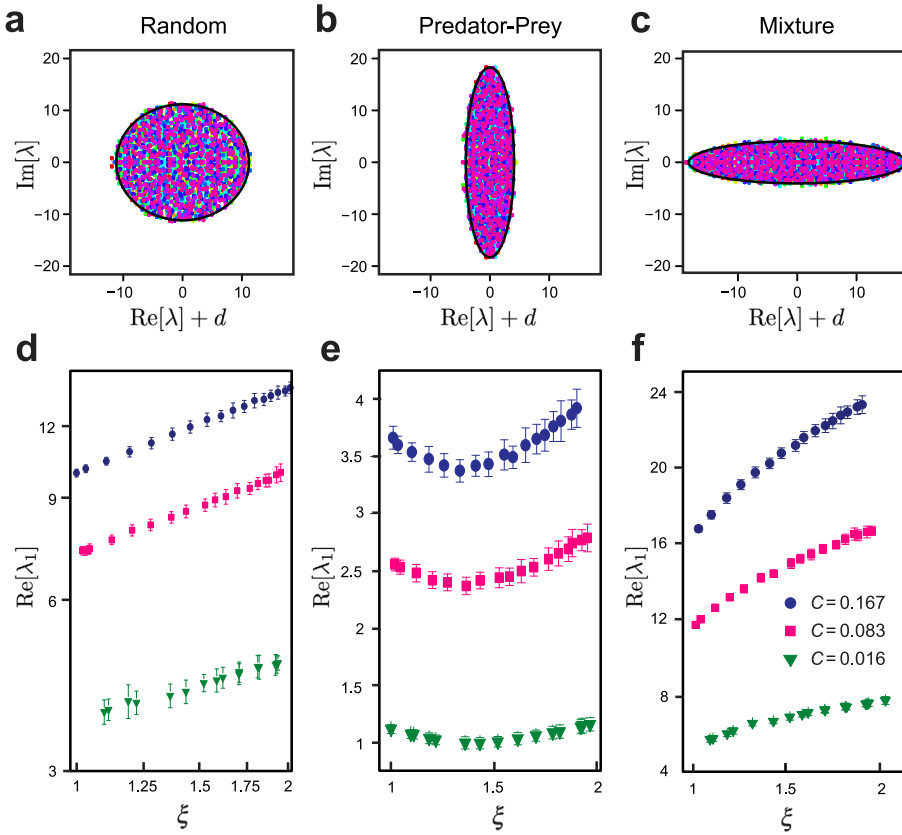 a Random
b Predator-Prey
c Mixture
20
10
0
−10
−20
Im[λ]
−10 0 10
Re[λ] + d
20
10
0
−10
−20
Im[λ]
−10 0 10
Re[λ] + d
20
10
0
−10
−20
Im[λ]
−10 0 10
Re[λ] + d
d
12
9
6
3
Re[λ1]
1 1.25 1.5 1.75 2
ξ
e
4
3.5
3
2.5
2
1.5
1
Re[λ1]
1 1.5 2
ξ
f
24
20
16
12
8
4
Re[λ1]
C = 0.167
C = 0.083
C = 0.016
1 1.5 2
ξ